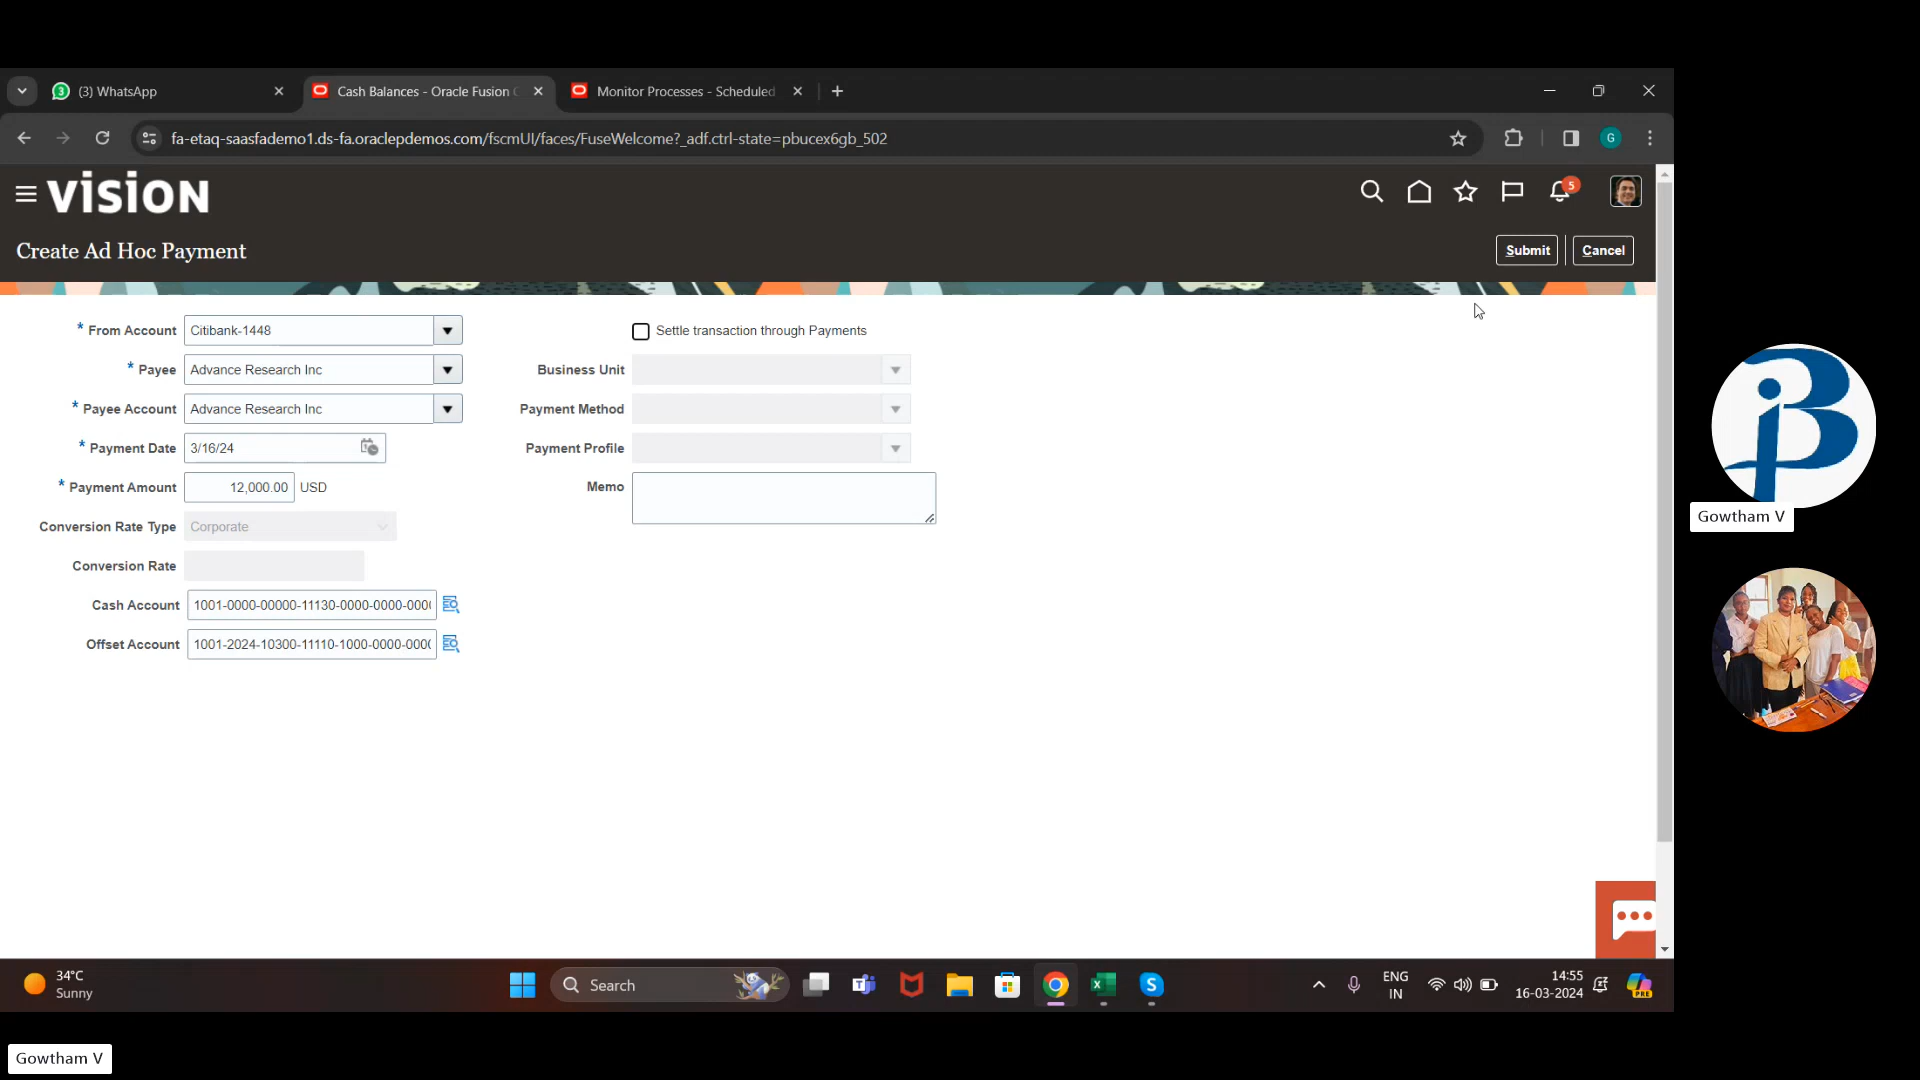 3 (3) WhatsApp
Cash Balances - Oracle Fusion C
Monitor Processes - Scheduled
fa-etaq-saasfademo1.ds-fa.oraclepdemos.com/fscmUI/faces/FuseWelcome?_adf.ctrl-state=pbucex6gb_502
G
VISION
5
Create Ad Hoc Payment
Submit
Cancel
* From Account Citibank-1448
Settle transaction through Payments
* Payee Advance Research Inc
Business Unit
* Payee Account Advance Research Inc
Payment Method
* Payment Date 3/16/24
Payment Profile
* Payment Amount 12,000.00 USD
Memo
Conversion Rate Type Corporate
Conversion Rate
Cash Account 1001-0000-00000-11130-0000-0000-000(
Offset Account 1001-2024-10300-11110-1000-0000-000(
Gowtham V
34°C
Sunny
Search
ENG
IN
14:55
16-03-2024
PRE
Gowtham V